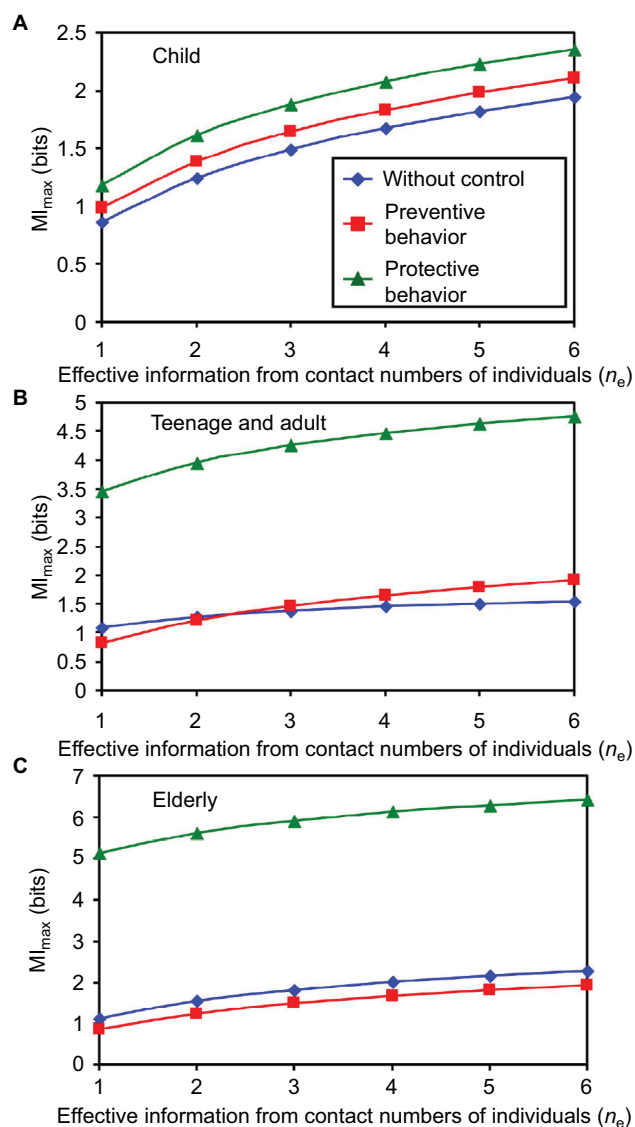 A
2.5
Child
2
1.5
1
0.5
0
MImax (bits)
Without control
Preventive
behavior
Protective
behavior
1 2 3 4 5 6
Effective information from contact numbers of individuals (ne)
B
5
Teenage and adult
4.5
4
3.5
3
2.5
2
1.5
1
0.5
0
MImax (bits)
1 2 3 4 5 6
Effective information from contact numbers of individuals (ne)
C
7
Elderly
6
5
4
3
2
1
0
MImax (bits)
1 2 3 4 5 6
Effective information from contact numbers of individuals (ne)